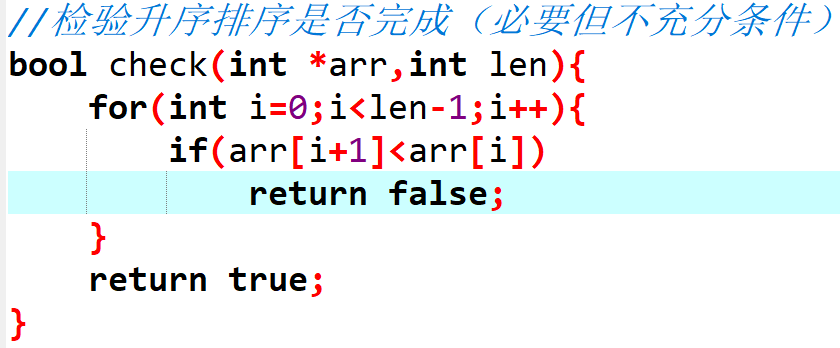 //检验升序排序是否完成（必要但不充分条件）
bool check(int *arr,int len){
    for(int i=0;i<len-1;i++){
        if(arr[i+1]<arr[i])
            return false;
    }
    return true;
}